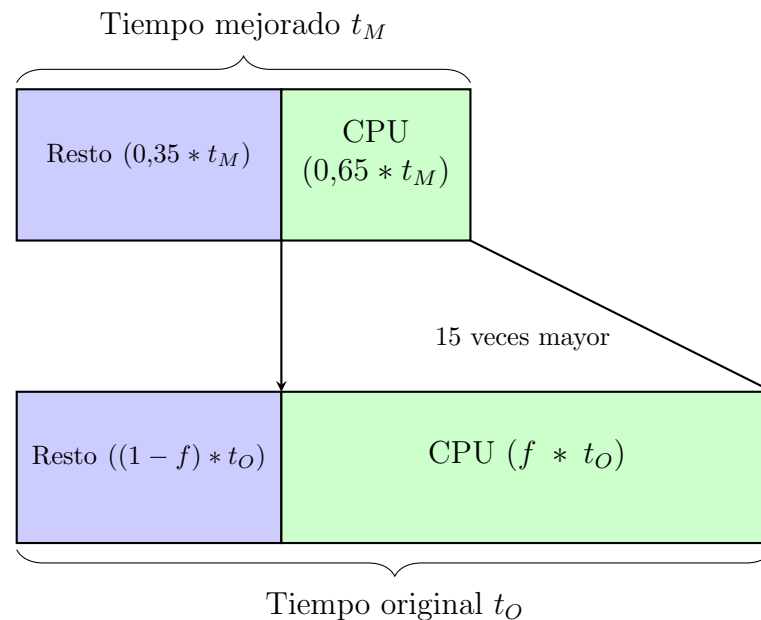 Tiempo mejorado t_M
Resto (0,35 * t_M)
CPU
(0,65 * t_M)
15 veces mayor
Resto ((1 − f) * t_O)
CPU (f * t_O)
Tiempo original t_O